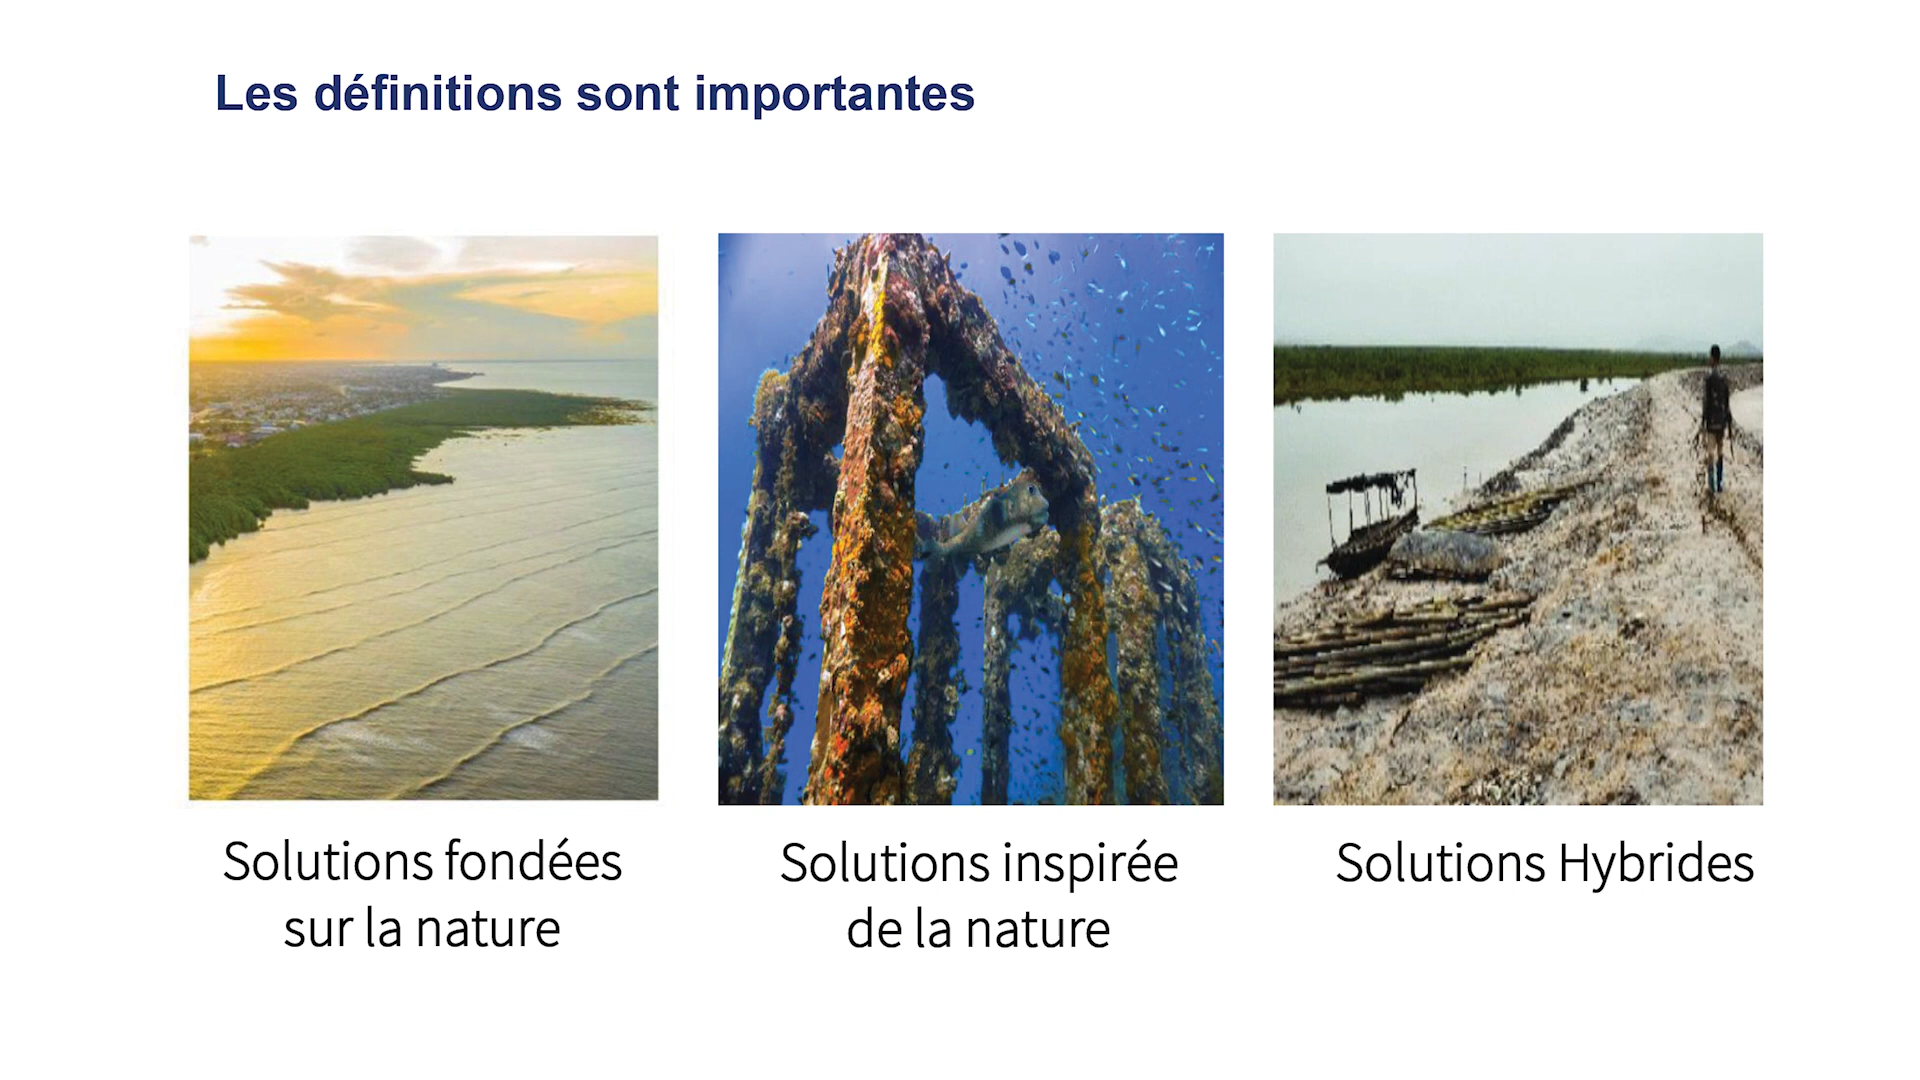 Les définitions sont importantes
Solutions fondées
sur la nature
Solutions inspirée
de la nature
Solutions Hybrides